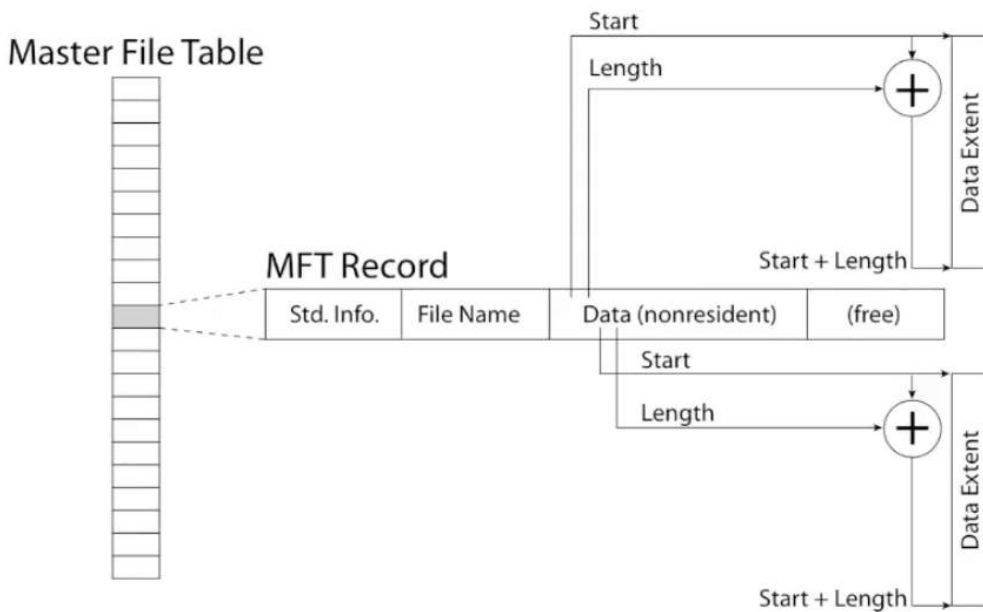 Start
Master File Table
Length
+
Data Extent
Start + Length
MFT Record
Std. Info.
File Name
Data (nonresident)
(free)
Start
Length
+
Data Extent
Start + Length